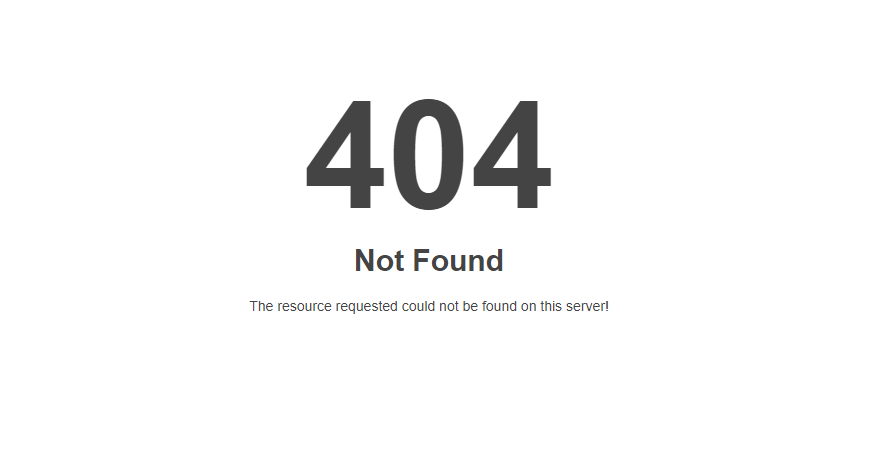 404
Not Found
The resource requested could not be found on this server!